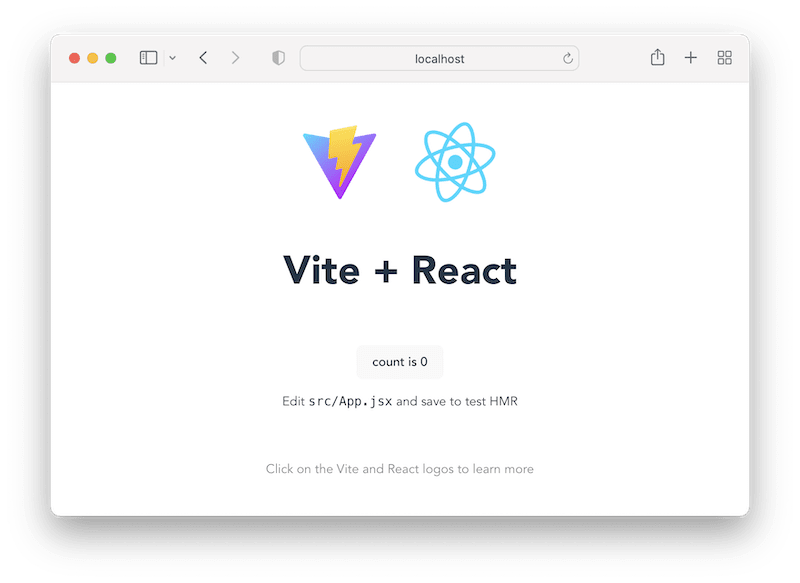 localhost
Vite + React
count is 0
Edit src/App.jsx and save to test HMR
Click on the Vite and React logos to learn more